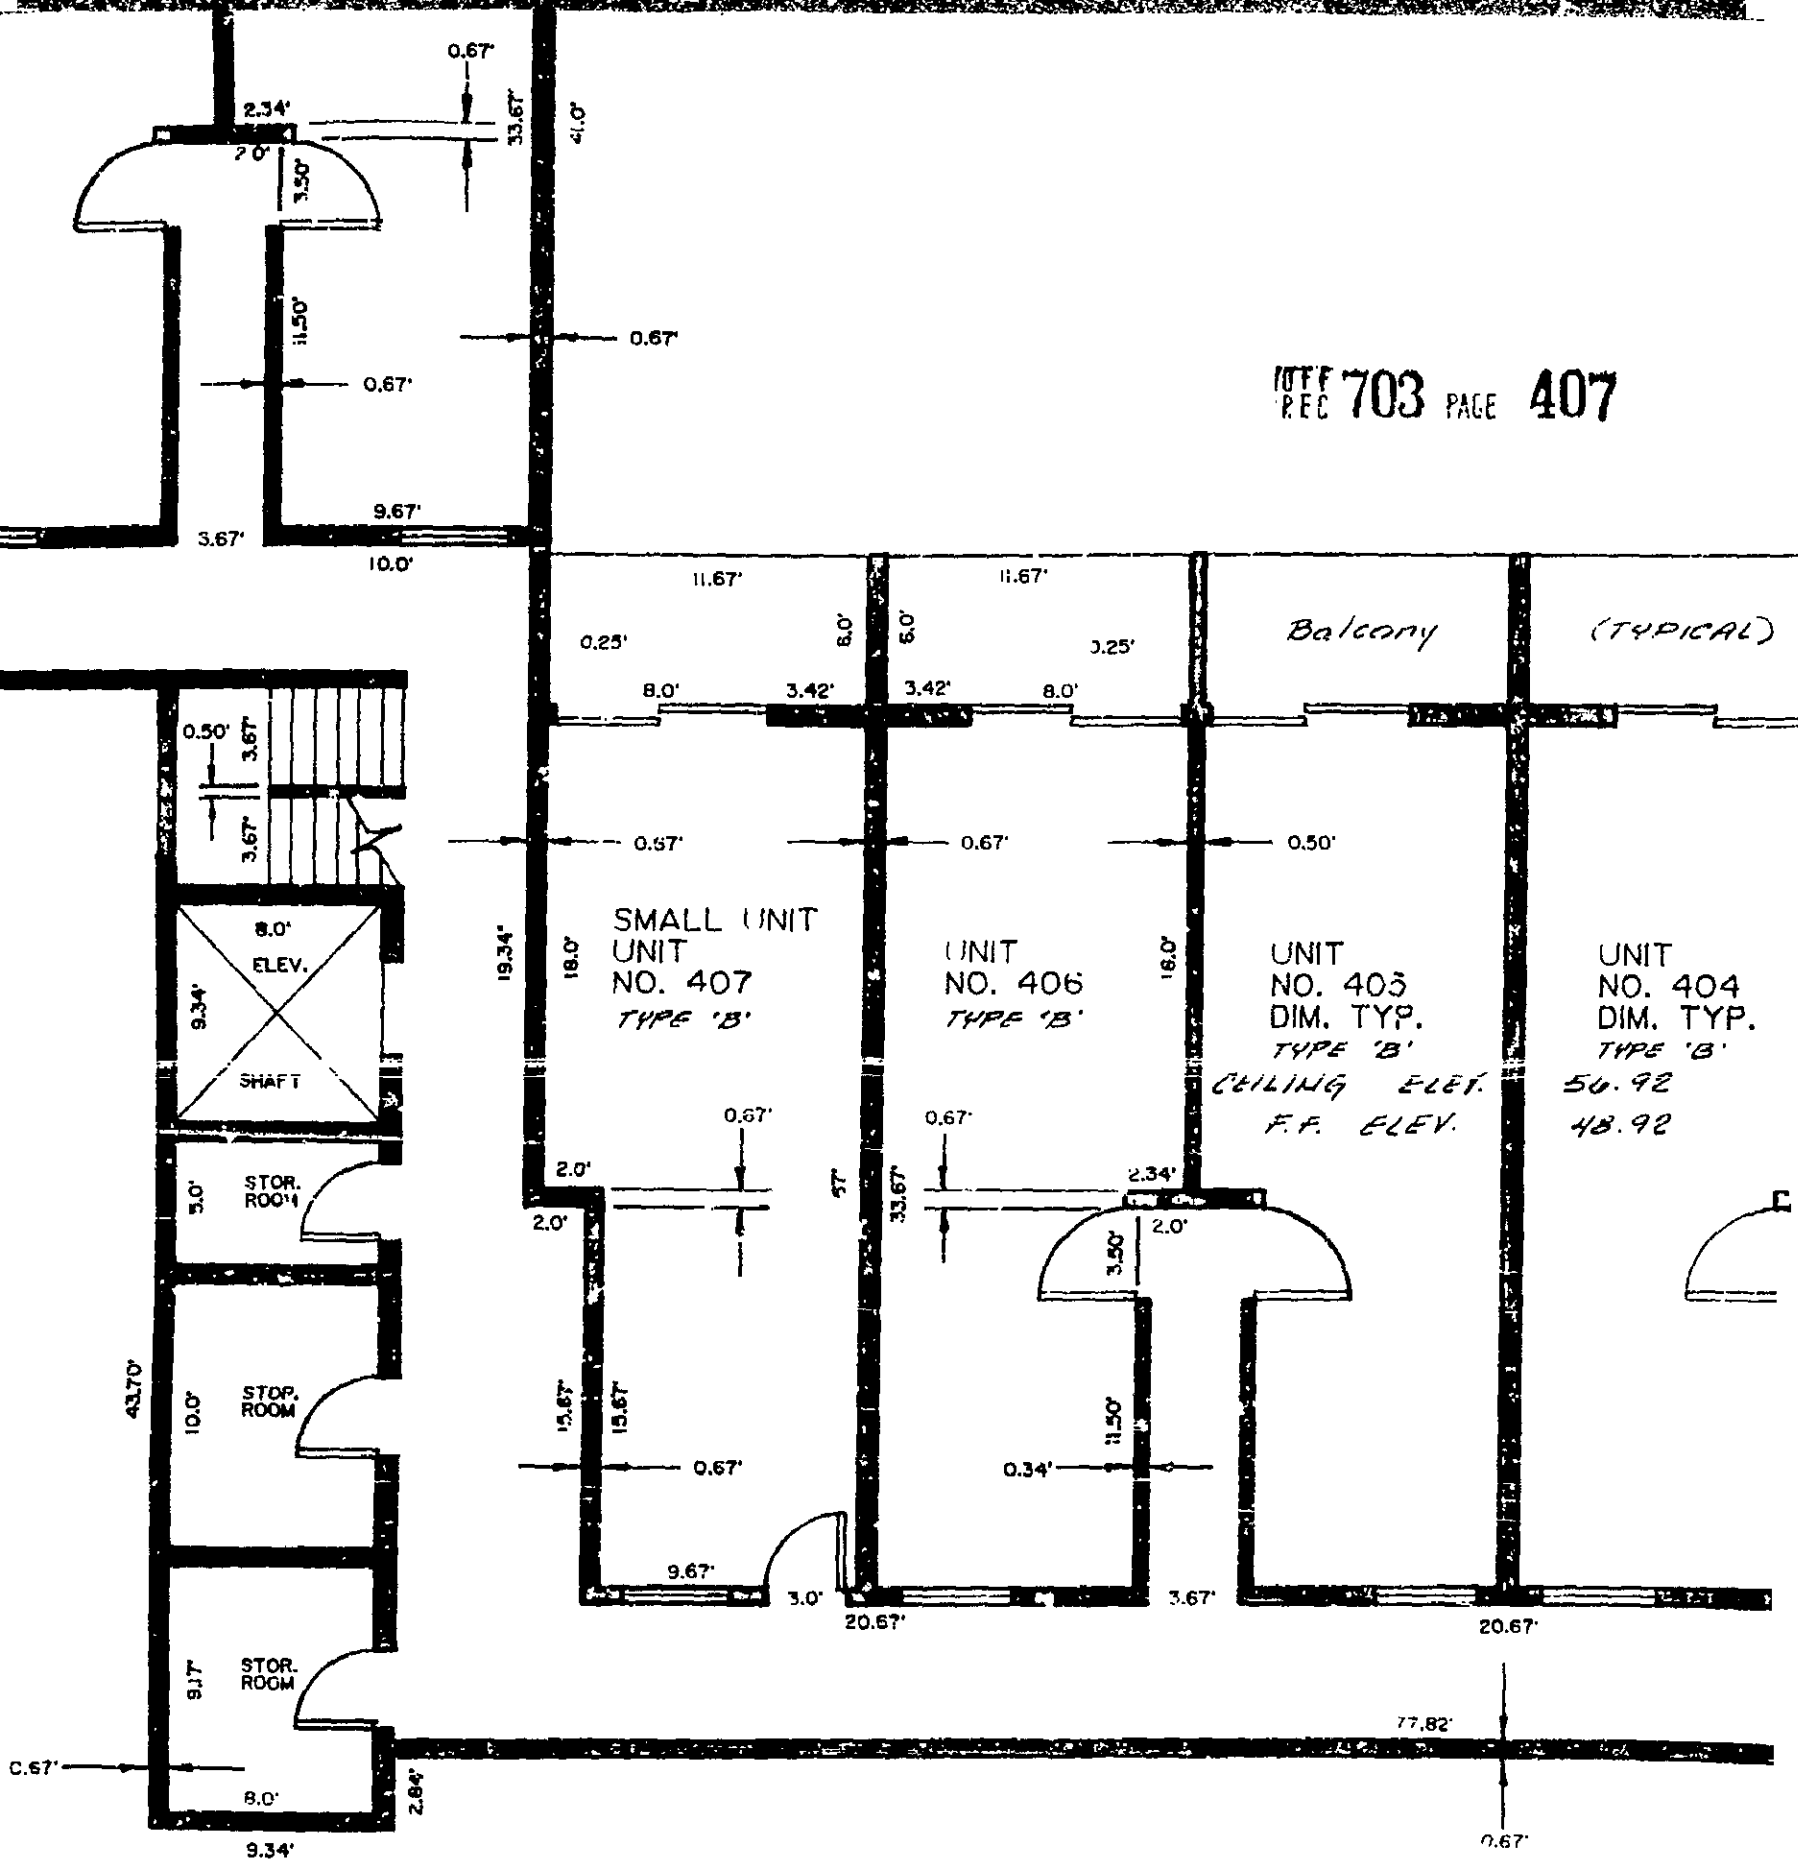 0.67'
2.34'
33.67'
41.0'
2.0'
3.50'
11.50'
0.67'
0.67'
OFF
REC 703 PAGE 407
9.67'
3.67'
10.0'
11.67'
11.67'
0.25'
6.0'
6.0'
Balcony
(TYPICAL)
8.0'
3.42'
3.42'
8.0'
0.50'
3.67'
3.67'
0.67'
0.67'
0.50'
8.0'
ELEV.
9.34'
SHAFT
19.34'
18.0'
SMALL UNIT
UNIT
NO. 407
TYPE 'B'
UNIT
NO. 406
TYPE 'B'
18.0'
UNIT
NO. 405
DIM. TYP.
TYPE 'B'
UNIT
NO. 404
DIM. TYP.
TYPE 'B'
CEILING ELEV. 56.92
F.F. ELEV. 48.92
0.67'
0.67'
5.0'
STOR.
ROOM
2.0'
2.0'
33.67'
2.34'
2.0'
3.50'
43.70'
10.0'
STOR.
ROOM
15.67'
15.67'
0.67'
0.34'
11.50'
9.67'
3.0'
20.67'
3.67'
20.67'
9.17'
STOR.
ROOM
77.82'
0.67'
8.0'
2.84'
9.34'
0.67'